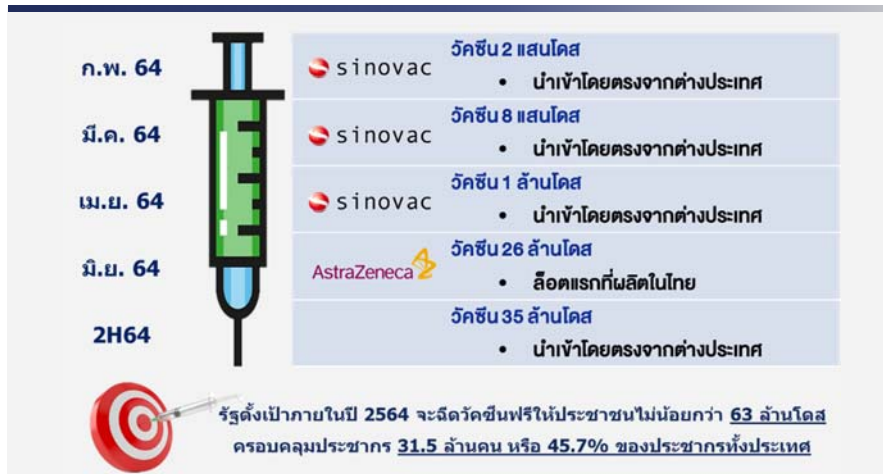 ก.พ. 64
sinovac
วัคซีน 2 แสนโดส
• นำเข้าโดยตรงจากต่างประเทศ
มี.ค. 64
sinovac
วัคซีน 8 แสนโดส
• นำเข้าโดยตรงจากต่างประเทศ
เม.ย. 64
sinovac
วัคซีน 1 ล้านโดส
• นำเข้าโดยตรงจากต่างประเทศ
มิ.ย. 64
AstraZeneca
วัคซีน 26 ล้านโดส
• ล็อตแรกที่ผลิตในไทย
2H64
วัคซีน 35 ล้านโดส
• นำเข้าโดยตรงจากต่างประเทศ
รัฐตั้งเป้าภายในปี 2564 จะฉีดวัคซีนฟรีให้ประชาชนไม่น้อยกว่า 63 ล้านโดส
ครอบคลุมประชากร 31.5 ล้านคน หรือ 45.7% ของประชากรทั้งประเทศ